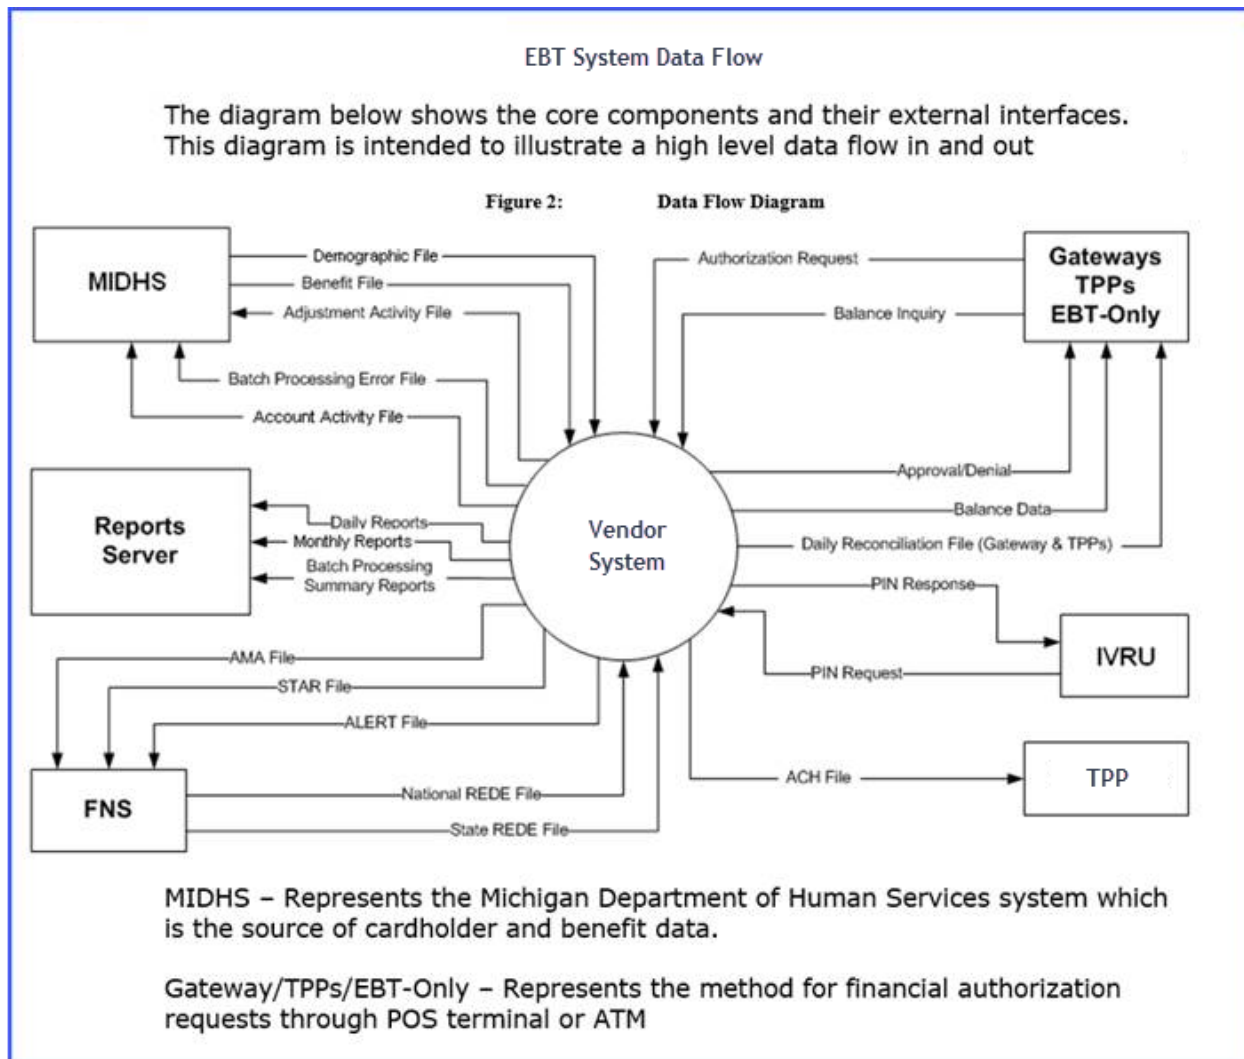 EBT System Data Flow
The diagram below shows the core components and their external interfaces.
This diagram is intended to illustrate a high level data flow in and out
Figure 2: Data Flow Diagram
MIDHS
Demographic File
Benefit File
Adjustment Activity File
Batch Processing Error File
Account Activity File
Authorization Request
Balance Inquiry
Gateways
TPPs
EBT-Only
Approval/Denial
Balance Data
Daily Reconciliation File (Gateway & TPPs)
Reports
Server
Daily Reports
Monthly Reports
Batch Processing
Summary Reports
Vendor
System
PIN Response
PIN Request
IVRU
AMA File
STAR File
ALERT File
FNS
National REDE File
State REDE File
ACH File
TPP
MIDHS – Represents the Michigan Department of Human Services system which
is the source of cardholder and benefit data.
Gateway/TPPs/EBT-Only – Represents the method for financial authorization
requests through POS terminal or ATM